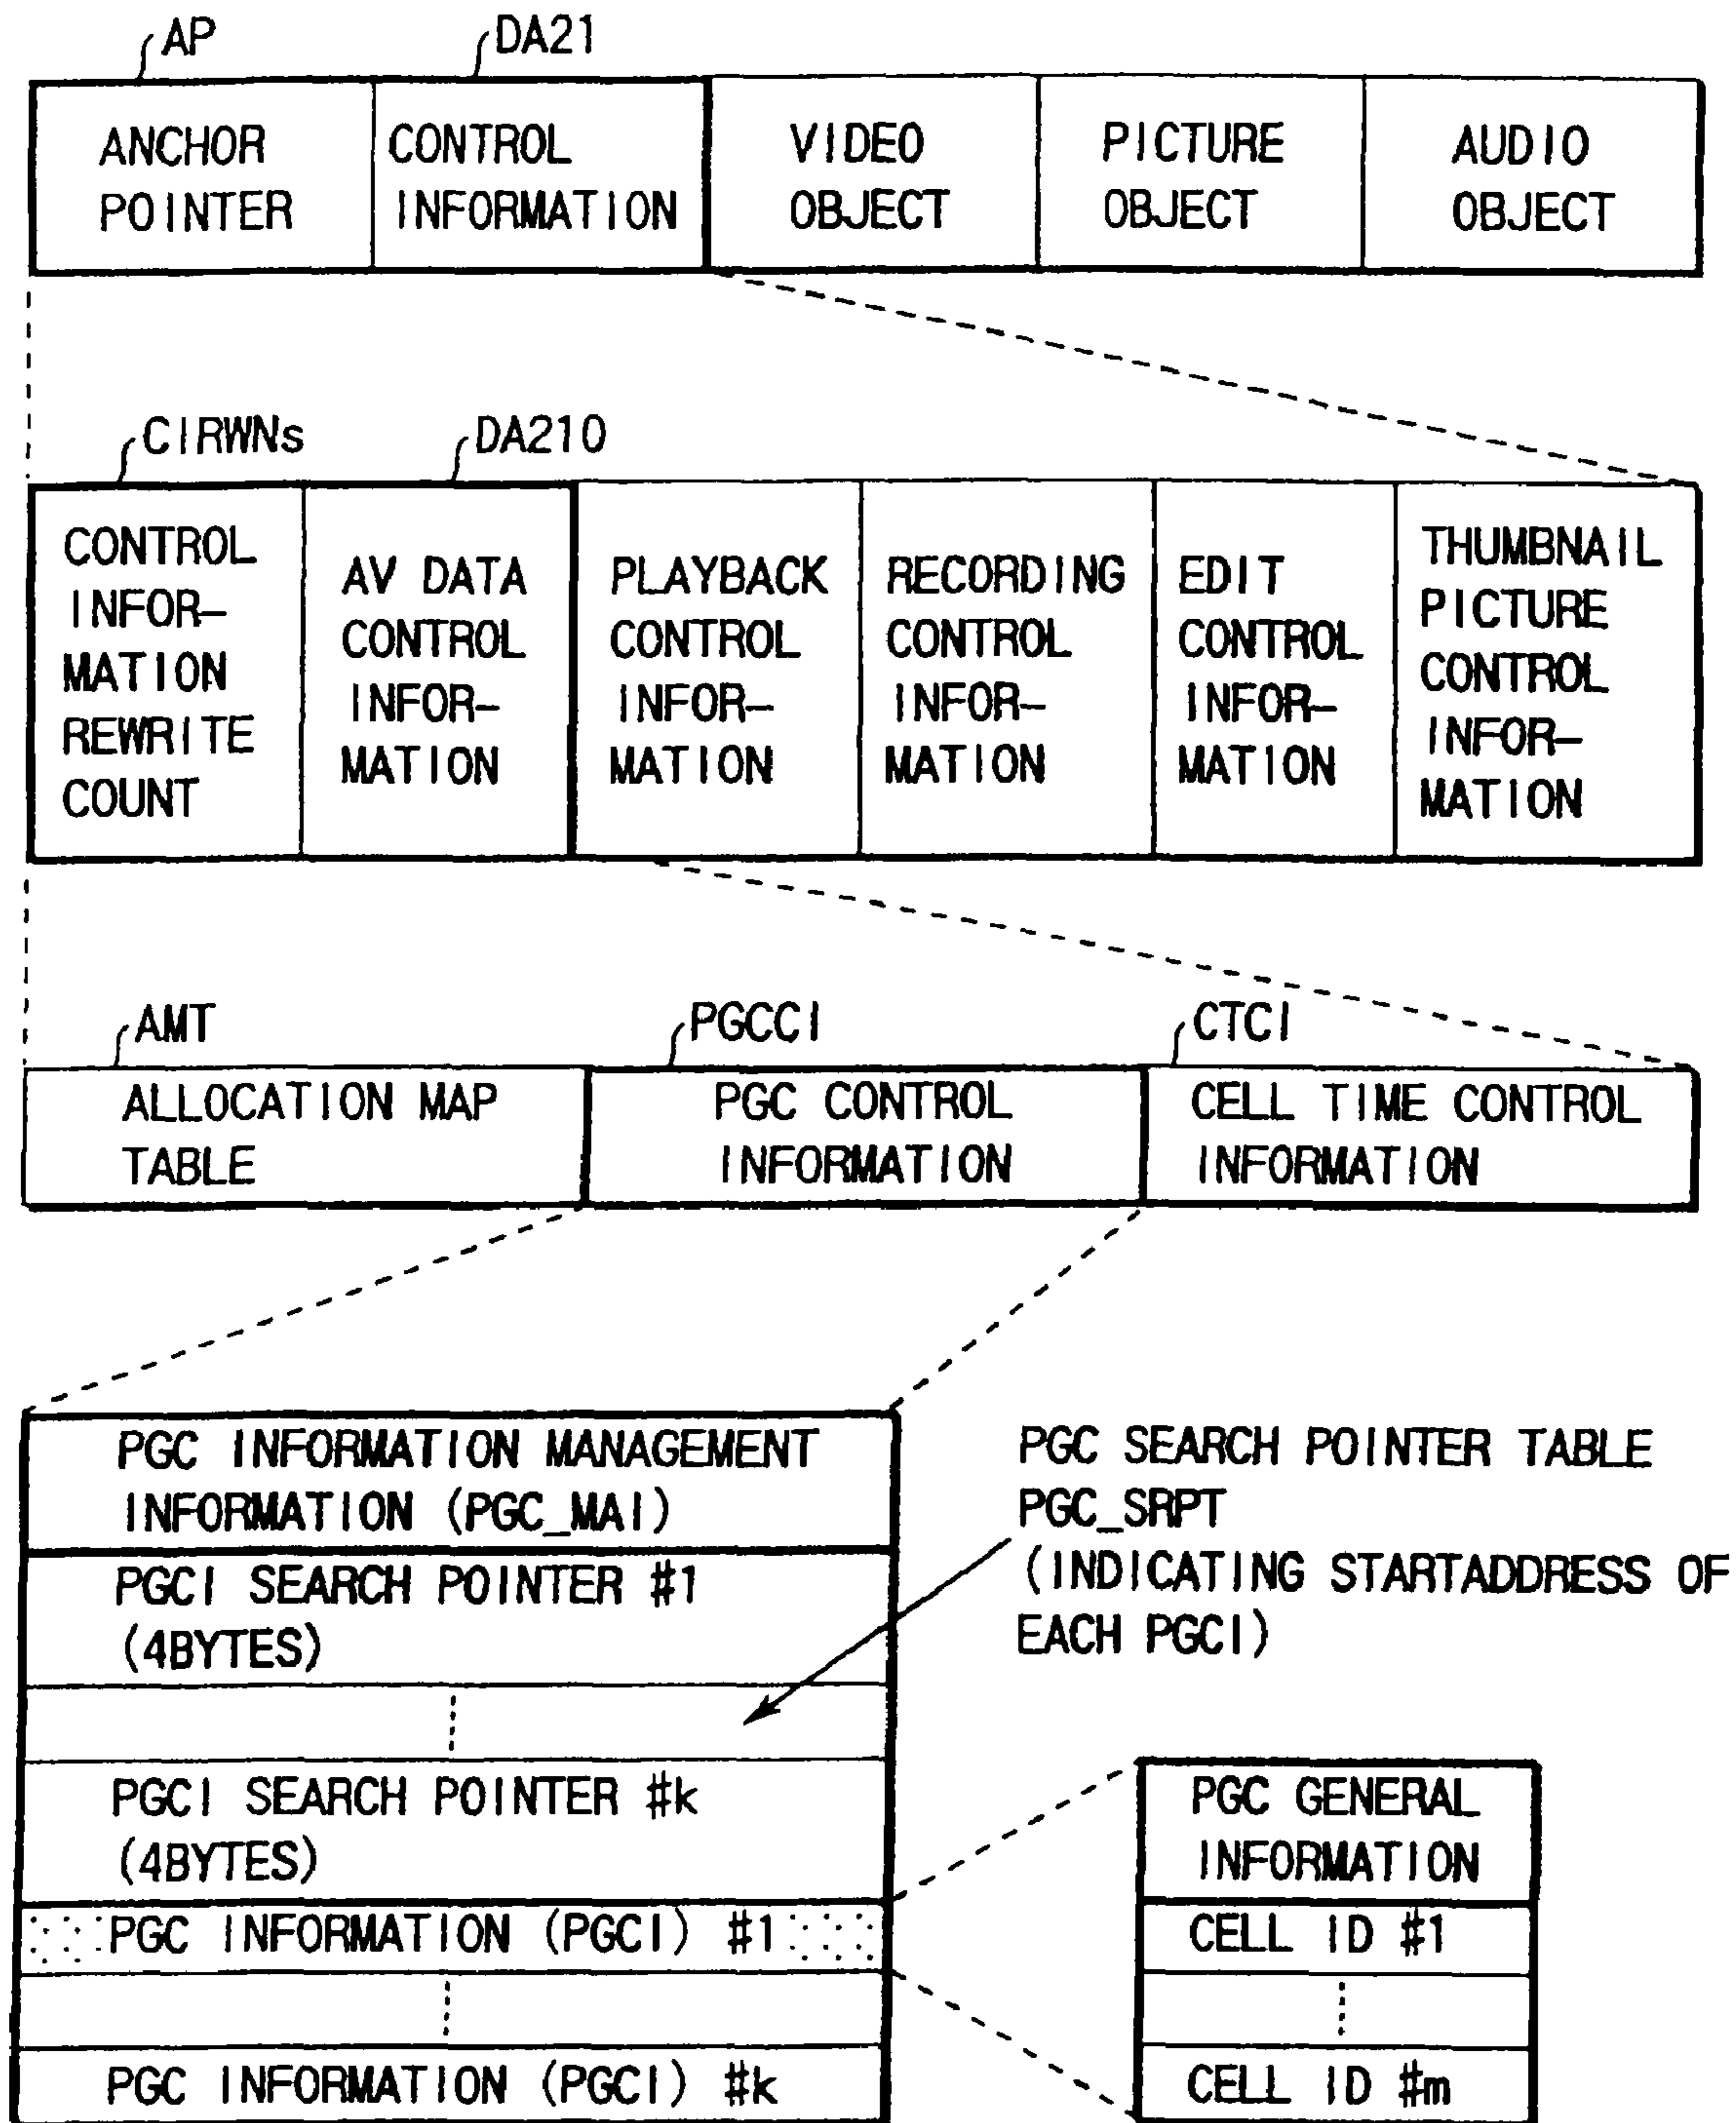 AP
DA21
ANCHOR
POINTER
CONTROL
INFORMATION
VIDEO
OBJECT
PICTURE
OBJECT
AUDIO
OBJECT
CIRWNs
DA210
CONTROL
INFOR-
MATION
REWRITE
COUNT
AV DATA
CONTROL
INFOR-
MATION
PLAYBACK
CONTROL
INFOR-
MATION
RECORDING
CONTROL
INFOR-
MATION
EDIT
CONTROL
INFOR-
MATION
THUMBNAIL
PICTURE
CONTROL
INFOR-
MATION
AMT
PGCCI
CTCI
ALLOCATION MAP
TABLE
PGC CONTROL
INFORMATION
CELL TIME CONTROL
INFORMATION
PGC INFORMATION MANAGEMENT
INFORMATION (PGC_MAI)
PGCI SEARCH POINTER #1
(4BYTES)
PGCI SEARCH POINTER #k
(4BYTES)
PGC INFORMATION (PGCI) #1
PGC INFORMATION (PGCI) #k
PGC SEARCH POINTER TABLE
PGC_SRPT
(INDICATING STARTADDRESS OF
EACH PGCI)
PGC GENERAL
INFORMATION
CELL ID #1
CELL ID #m